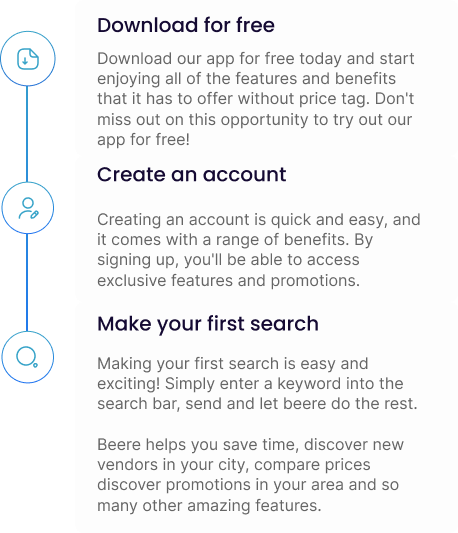 Download for free
Download our app for free today and start
enjoying all of the features and benefits
that it has to offer without price tag. Don't
miss out on this opportunity to try out our
app for free!
Create an account
Creating an account is quick and easy, and
it comes with a range of benefits. By
signing up, you'll be able to access
exclusive features and promotions.
Make your first search
Making your first search is easy and
exciting! Simply enter a keyword into the
search bar, send and let beere do the rest.
Beere helps you save time, discover new
vendors in your city, compare prices
discover promotions in your area and so
many other amazing features.